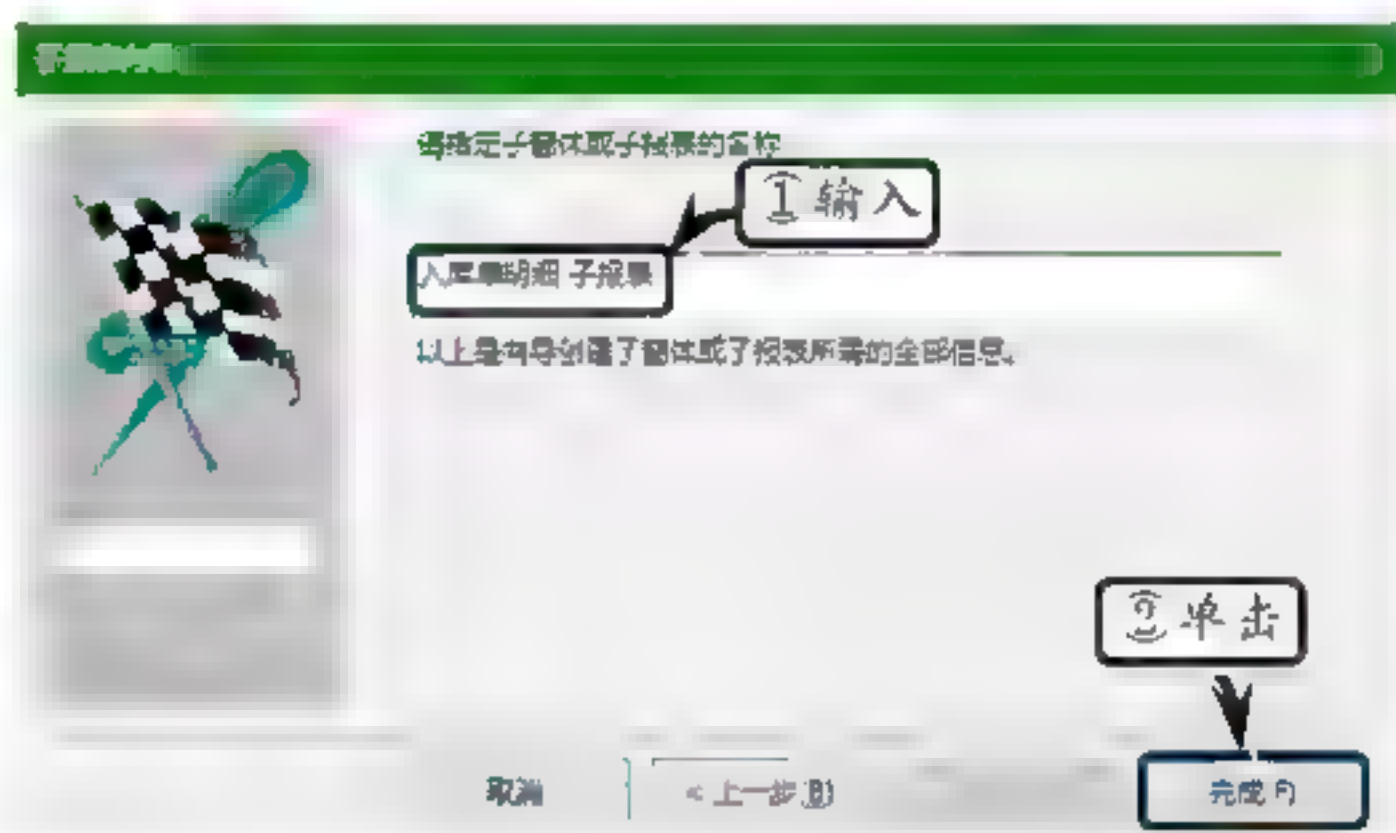 请指定子窗体或子报表的名称
①输入
入库单明细 子报表
以上是向导创建子窗体或子报表所需的全部信息。
②单击
取消
< 上一步(B)
完成(F)